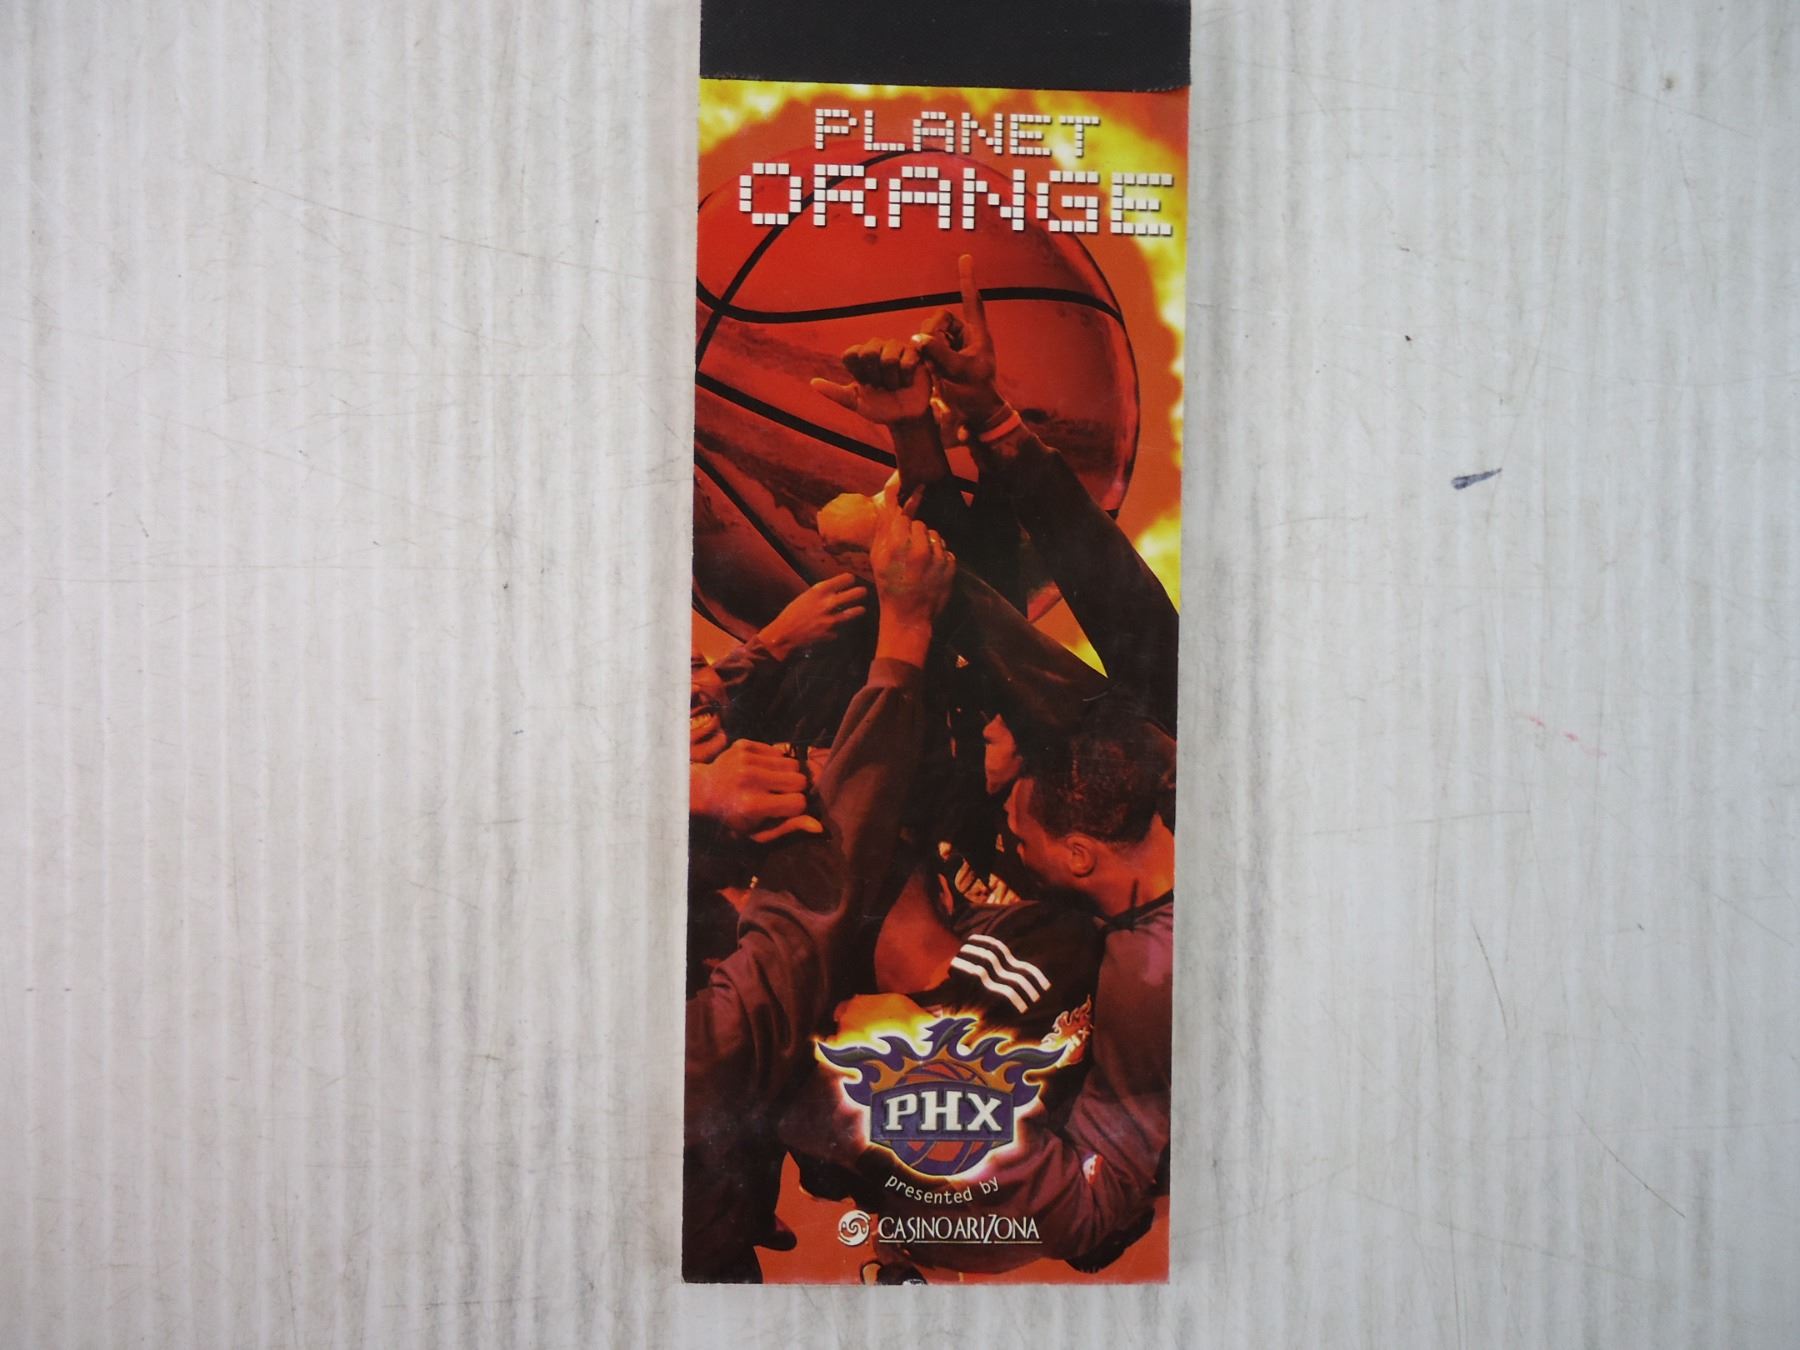 PLANET
ORANGE
PHX
presented by
CASINO ARIZONA